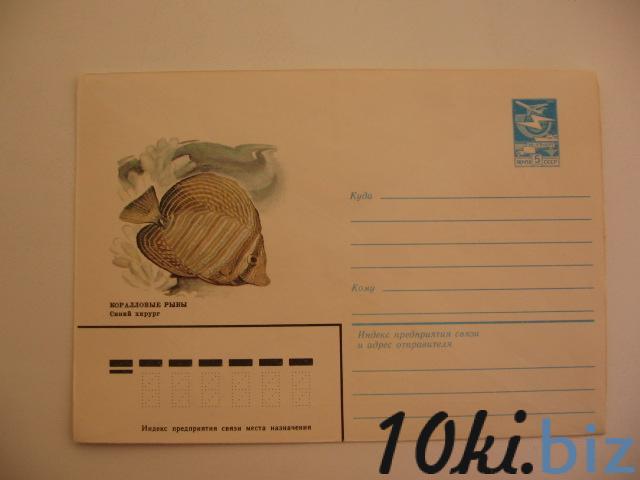 ПОЧТА 5 СССР
Куда
Кому
КОРАЛЛОВЫЕ РЫБЫ
Синий хирург
Индекс предприятия связи
и адрес отправителя
Индекс предприятия связи места назначения
10ki.biz